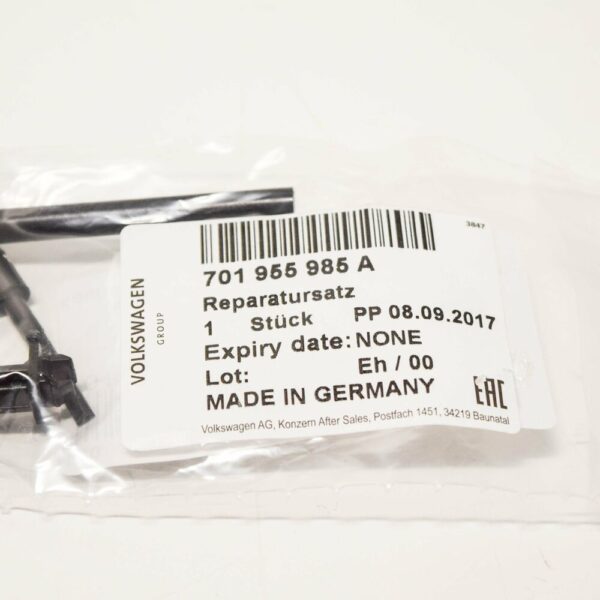 3847
701 955 985 A
Reparatursatz
1 Stück PP 08.09.2017
Expiry date: NONE
Lot: Eh / 00
MADE IN GERMANY
EAC
Volkswagen AG, Konzern After Sales, Postfach 1451, 34219 Baunatal
VOLKSWAGEN
GROUP